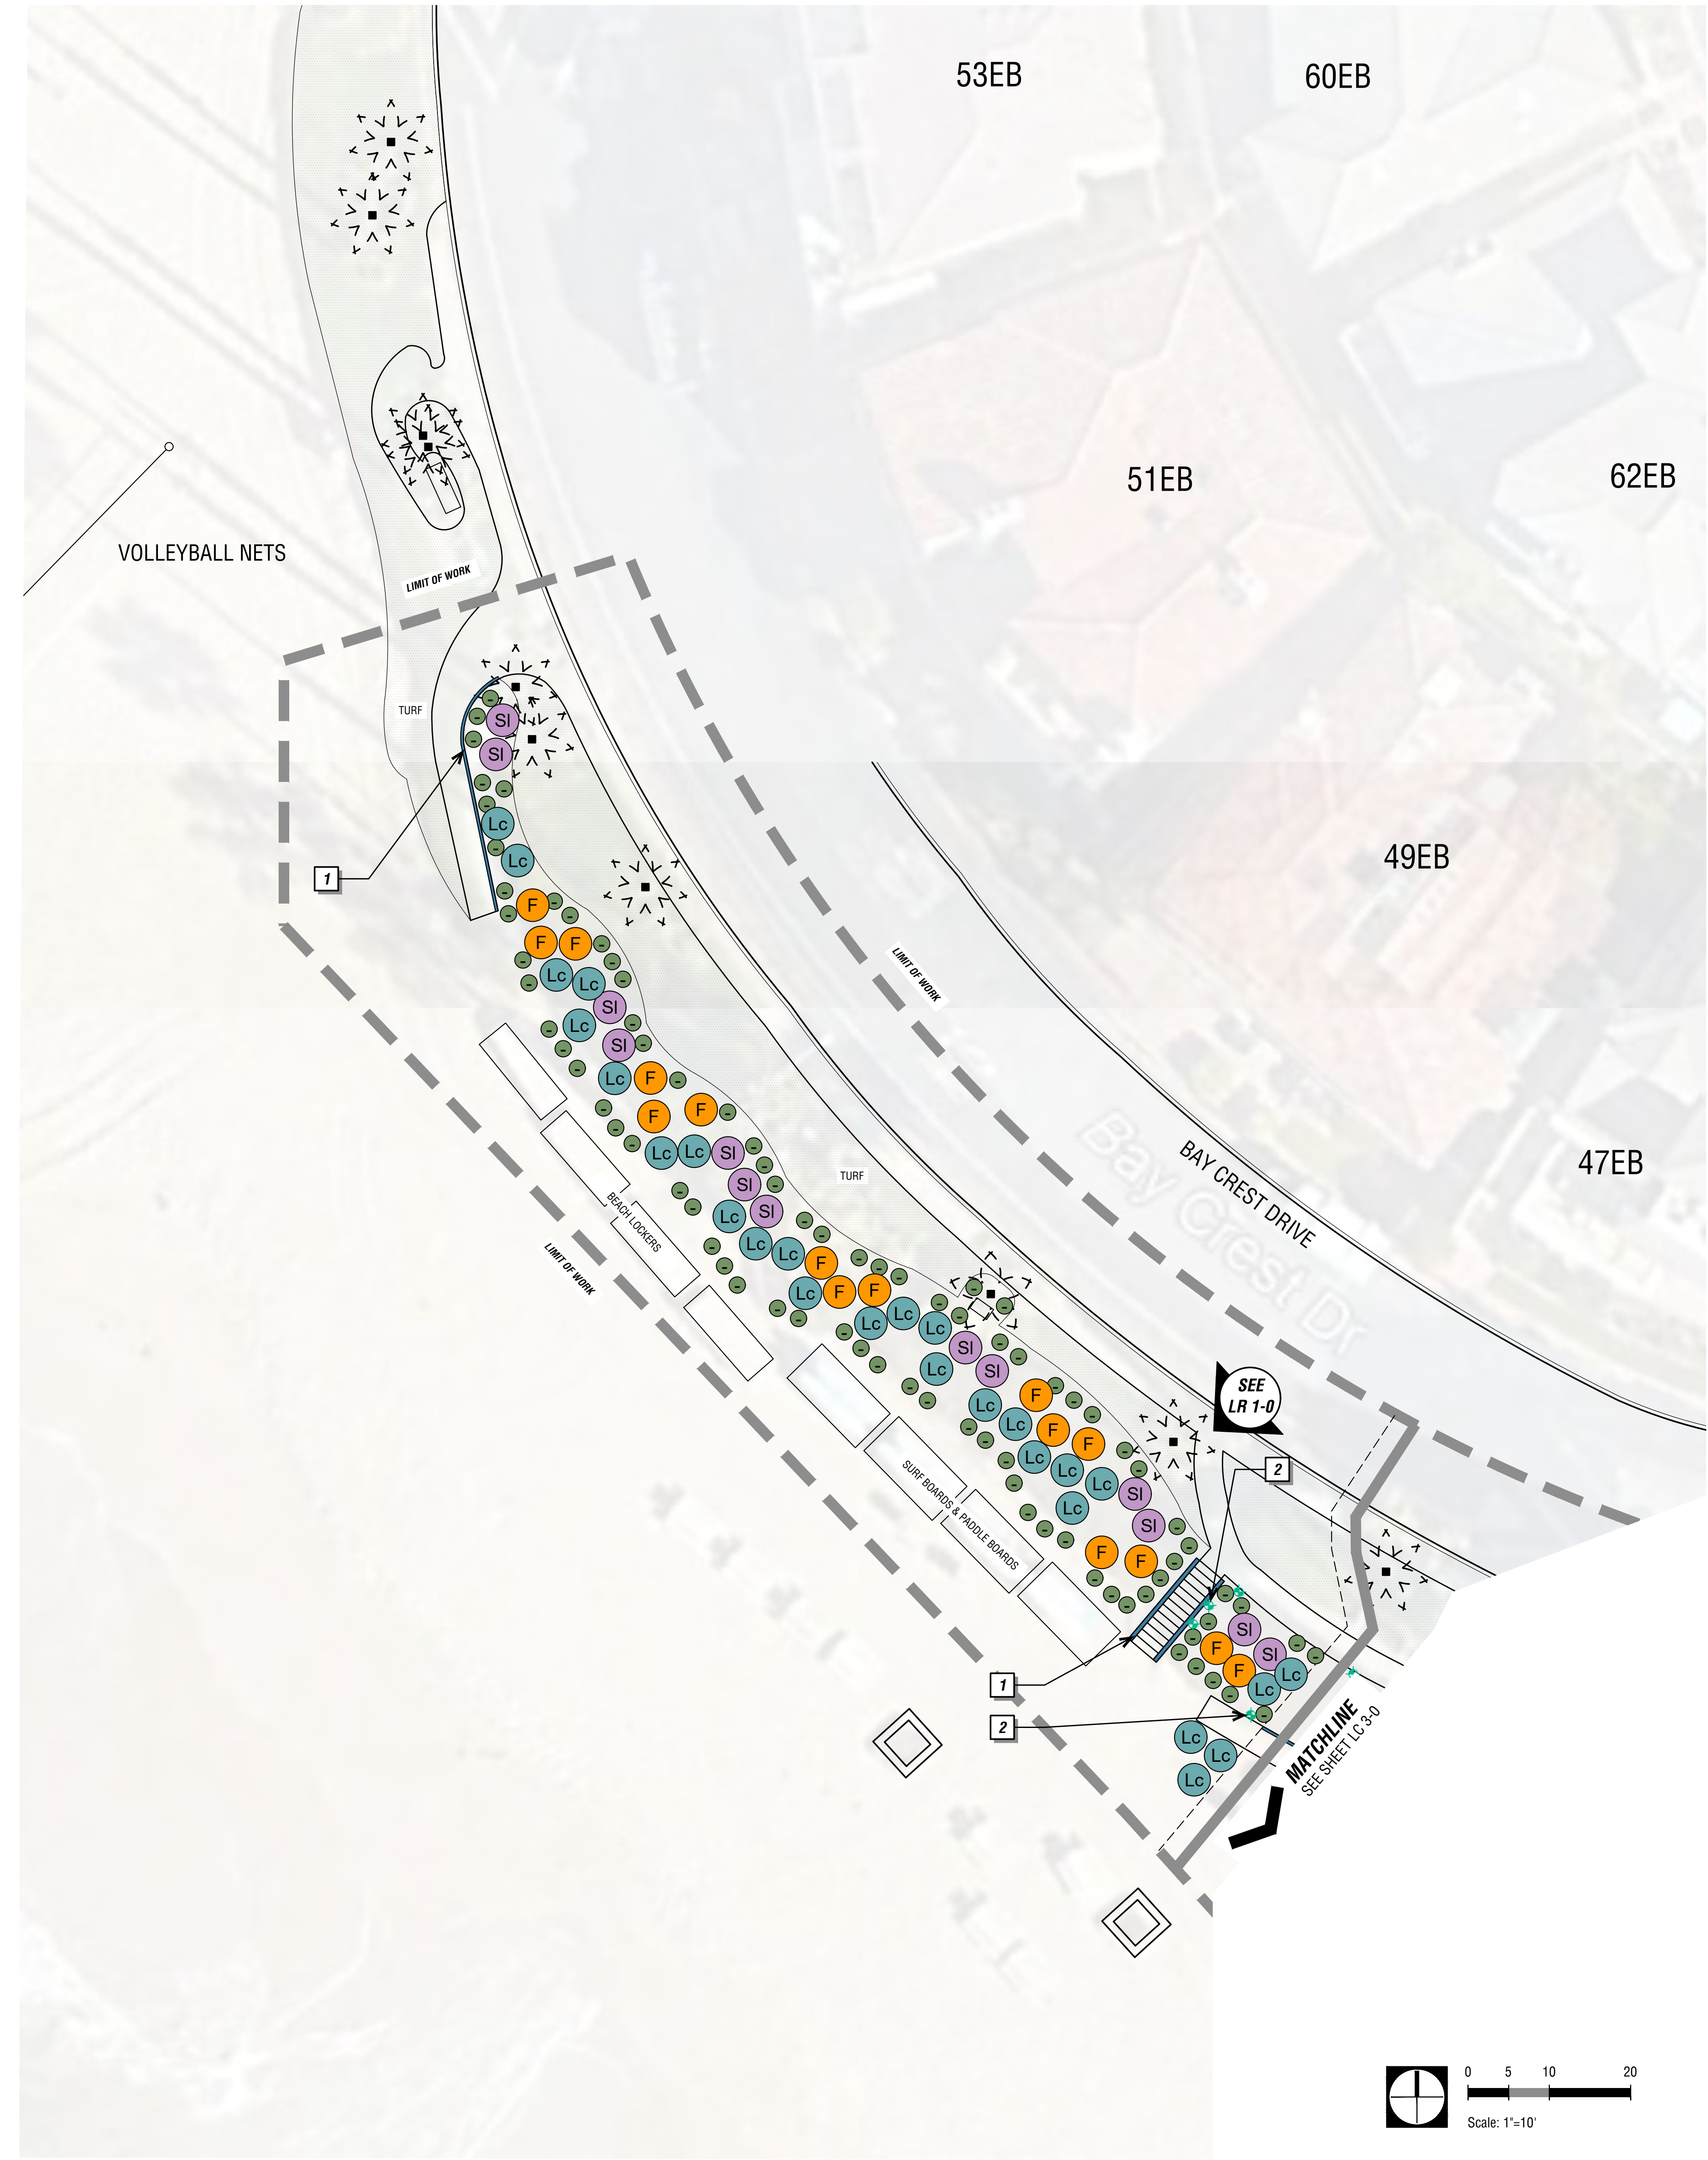 53EB
60EB
51EB
62EB
VOLLEYBALL NETS
LIMIT OF WORK
TURF
SI
SI
Lc
Lc
1
49EB
F
F F
Lc Lc
SI
Lc
SI
LIMIT OF WORK
Lc F
F F
Lc Lc SI
SI
TURF
Lc SI
BEACH LOCKERS
Lc Lc F
LIMIT OF WORK
Lc F F
Lc Lc Lc
SI
Lc SI
BAY CREST DRIVE
47EB
Bay Crest Dr
SEE
LR 1-0
F
Lc
Lc F F
Lc
Lc Lc SI
Lc
SI
2
SURF BOARDS & PADDLE BOARDS
F F
SI
F SI
F Lc
Lc
1
2
Lc
Lc
Lc
MATCHLINE
SEE SHEET LC 3-0
0 5 10 20
Scale: 1"=10'